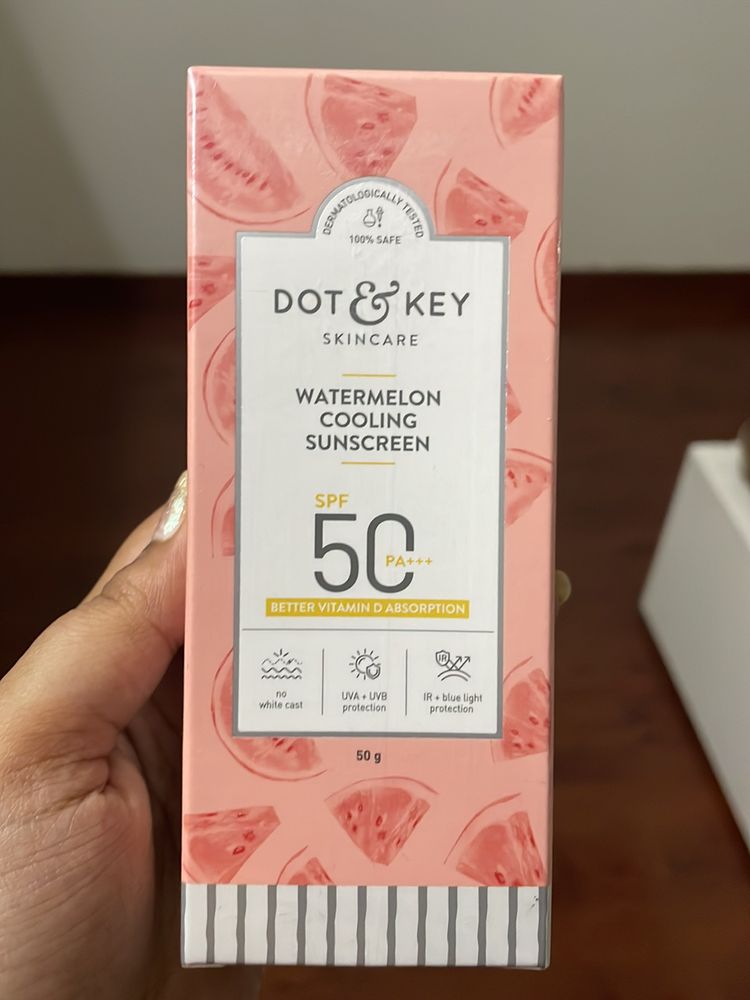 DERMATOLOGICALLY TESTED
100% SAFE
DOT & KEY
SKINCARE
WATERMELON
COOLING
SUNSCREEN
SPF
50
PA+++
BETTER VITAMIN D ABSORPTION
no
white cast
UVA + UVB
protection
IR
IR + blue light
protection
50 g